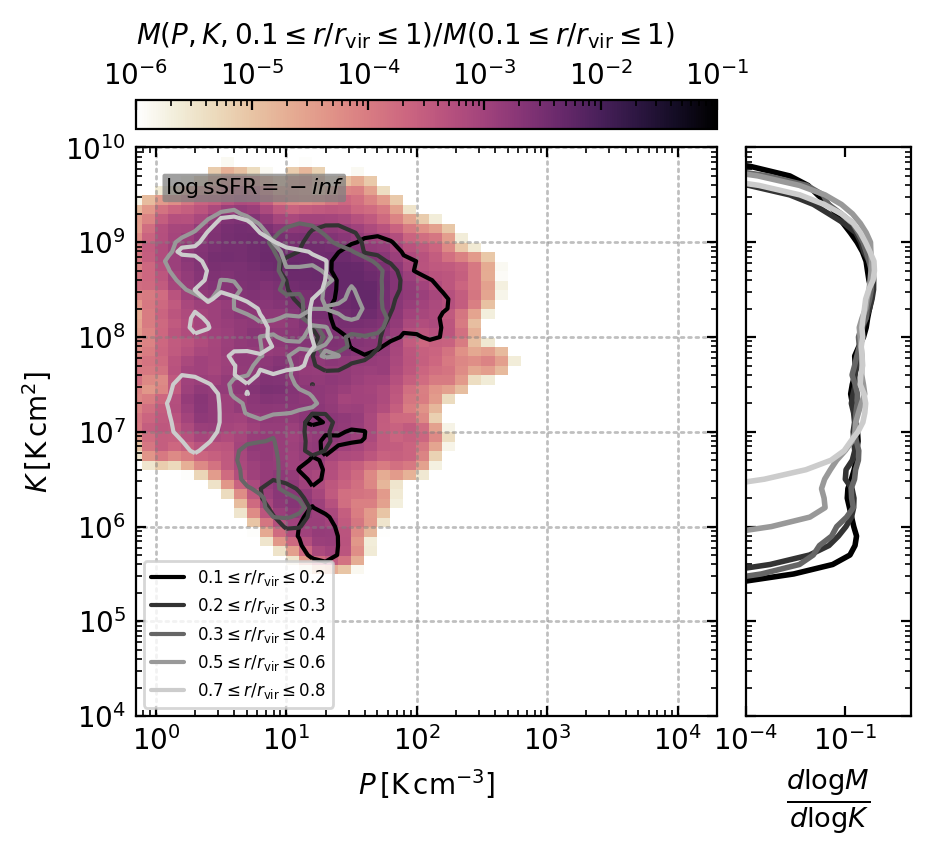 M(P, K, 0.1 ≤ r/r_vir ≤ 1)/M(0.1 ≤ r/r_vir ≤ 1)
10^−6 10^−5 10^−4 10^−3 10^−2 10^−1
log sSFR = −inf
10^10
10^9
10^8
10^7
10^6
10^5
10^4
K [K cm^2]
0.1 ≤ r/r_vir ≤ 0.2
0.2 ≤ r/r_vir ≤ 0.3
0.3 ≤ r/r_vir ≤ 0.4
0.5 ≤ r/r_vir ≤ 0.6
0.7 ≤ r/r_vir ≤ 0.8
10^0 10^1 10^2 10^3 10^4
P [K cm^−3]
10^−4 10^−1
dlogM
dlogK